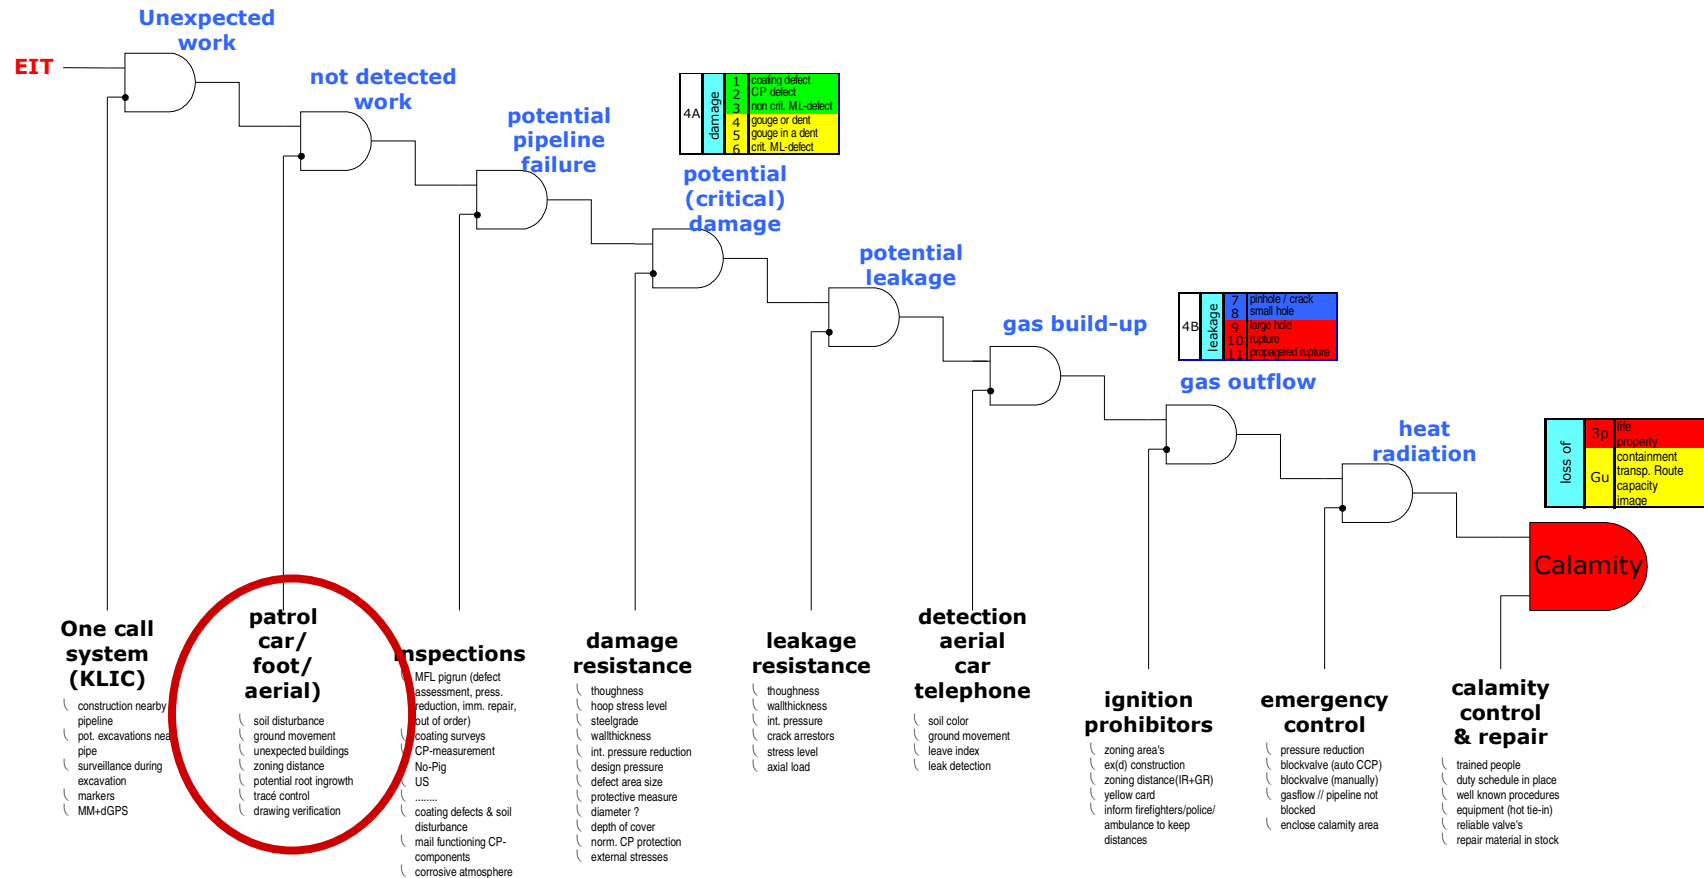 Unexpected
work
EIT
not detected
work
potential
pipeline
failure
4A
damage
1 coating defect
2 CP defect
3 non crit. ML-defect
4 gouge or dent
5 gouge in a dent
6 crit. ML-defect
potential
(critical)
damage
potential
leakage
gas build-up
4B
leakage
7 pinhole / crack
8 small hole
9 large hole
10 rupture
11 propagated rupture
gas outflow
heat
radiation
loss of
3p
life
property
Gu
containment
transp. Route
capacity
image
Calamity
One call
system
(KLIC)
construction nearby
pipeline
pot. excavations nea
pipe
surveillance during
excavation
markers
MM+dGPS
patrol
car/
foot/
aerial)
soil disturbance
ground movement
unexpected buildings
zoning distance
potential root ingrowth
tracé control
drawing verification
inspections
MFL pigrun (defect
assessment, press.
reduction, imm. repair,
out of order)
coating surveys
CP-measurement
No-Pig
US
........
coating defects & soil
disturbance
mail functioning CP-
components
corrosive atmosphere
damage
resistance
thoughness
hoop stress level
steelgrade
wallthickness
int. pressure reduction
design pressure
defect area size
protective measure
diameter ?
depth of cover
norm. CP protection
external stresses
leakage
resistance
thoughness
wallthickness
int. pressure
crack arrestors
stress level
axial load
detection
aerial
car
telephone
soil color
ground movement
leave index
leak detection
ignition
prohibitors
zoning area's
ex(d) construction
zoning distance(IR+GR)
yellow card
inform firefighters/police/
ambulance to keep
distances
emergency
control
pressure reduction
blockvalve (auto CCP)
blockvalve (manually)
gasflow // pipeline not
blocked
enclose calamity area
calamity
control
& repair
trained people
duty schedule in place
well known procedures
equipment (hot tie-in)
reliable valve's
repair material in stock